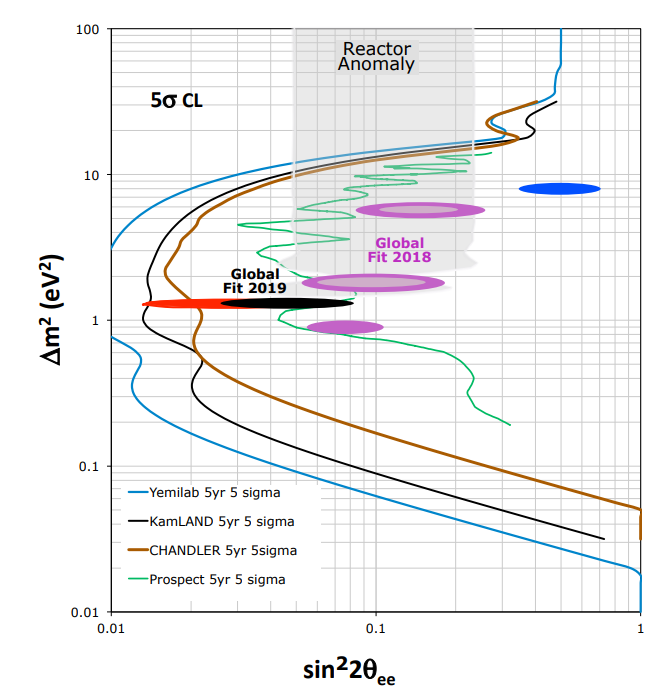 100
Reactor
Anomaly
5σ CL
10
Global
Fit 2018
Global
Fit 2019
Δm² (eV²)
1
0.1
Yemilab 5yr 5 sigma
KamLAND 5yr 5 sigma
CHANDLER 5yr 5sigma
Prospect 5yr 5 sigma
0.01
0.01
0.1
1
sin²2θee